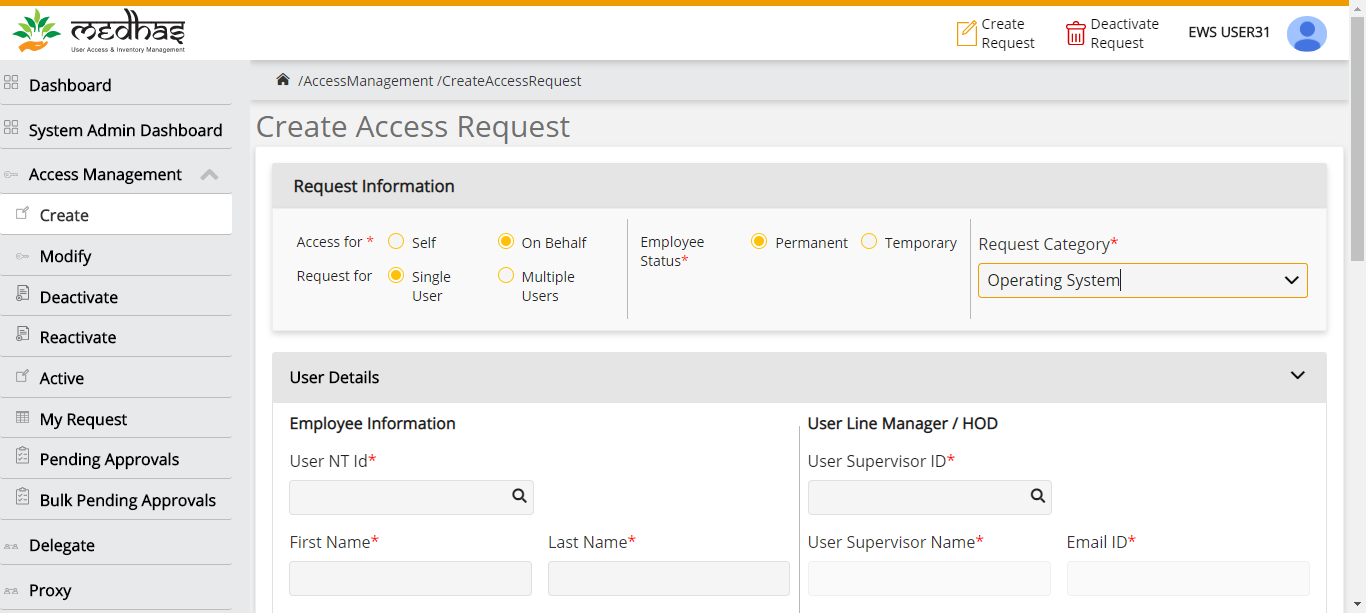 मेdhas
User Access & Inventory Management
Create
Request
Deactivate
Request
EWS USER31
Dashboard
System Admin Dashboard
Access Management
Create
Modify
Deactivate
Reactivate
Active
My Request
Pending Approvals
Bulk Pending Approvals
Delegate
Proxy
/AccessManagement /CreateAccessRequest
Create Access Request
Request Information
Access for * Self On Behalf
Request for Single User Multiple Users
Employee Status* Permanent Temporary
Request Category*
Operating System
User Details
Employee Information
User NT Id*
First Name* Last Name*
User Line Manager / HOD
User Supervisor ID*
User Supervisor Name* Email ID*